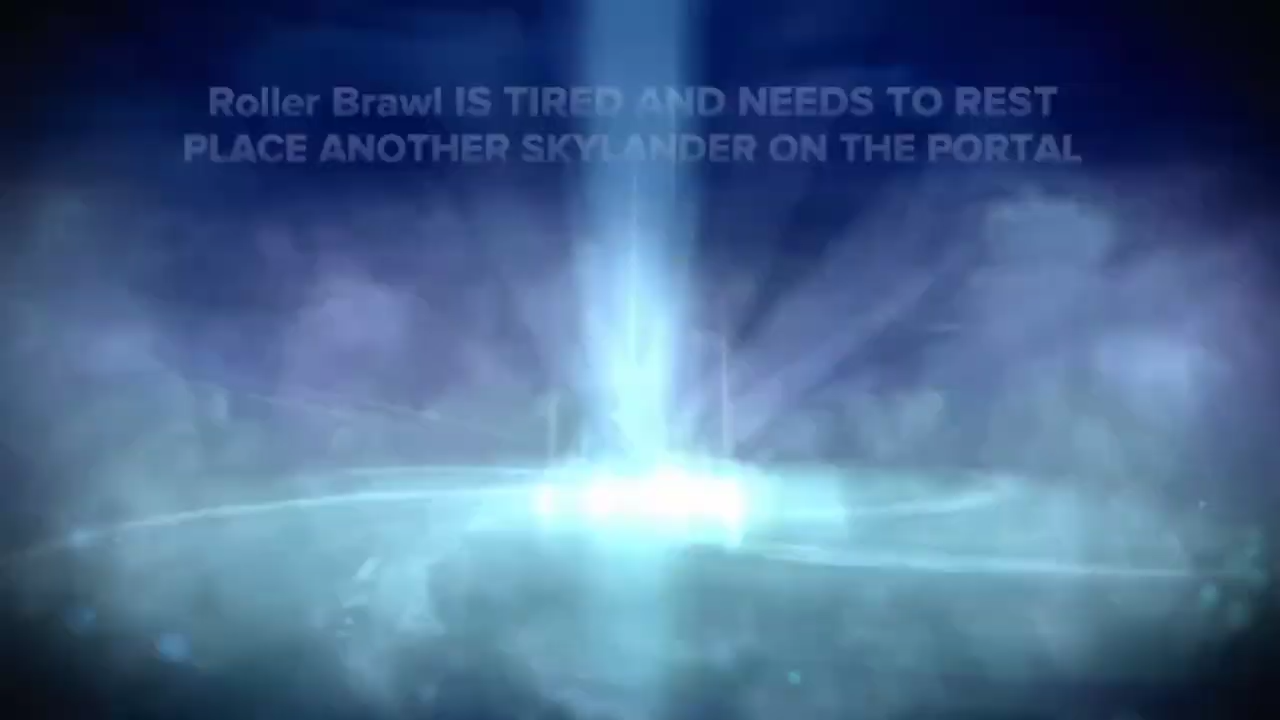 Roller Brawl IS TIRED AND NEEDS TO REST
PLACE ANOTHER SKYLANDER ON THE PORTAL